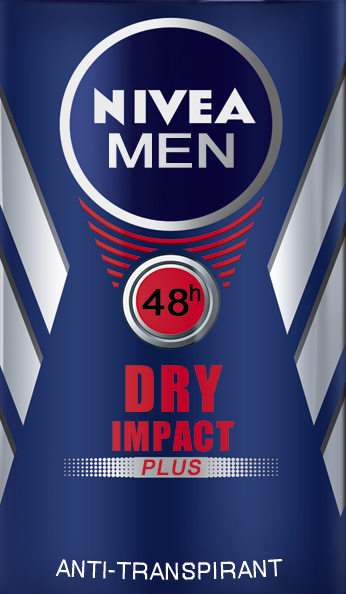 NIVEA
MEN
48h
DRY
IMPACT
PLUS
ANTI-TRANSPIRANT